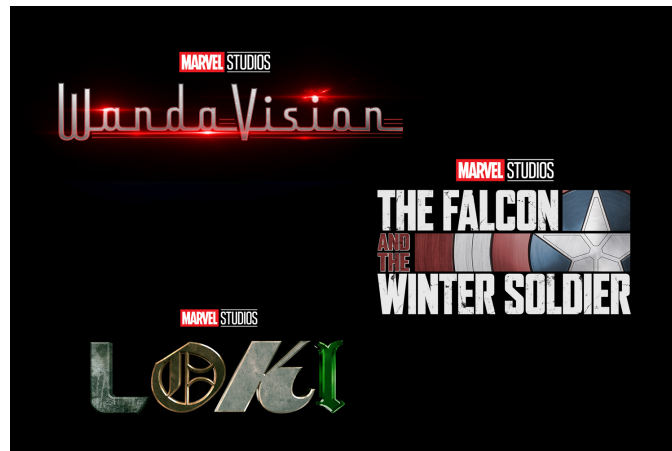 MARVEL STUDIOS
WandaVision
MARVEL STUDIOS
THE FALCON
AND
THE
WINTER SOLDIER
MARVEL STUDIOS
LOKI